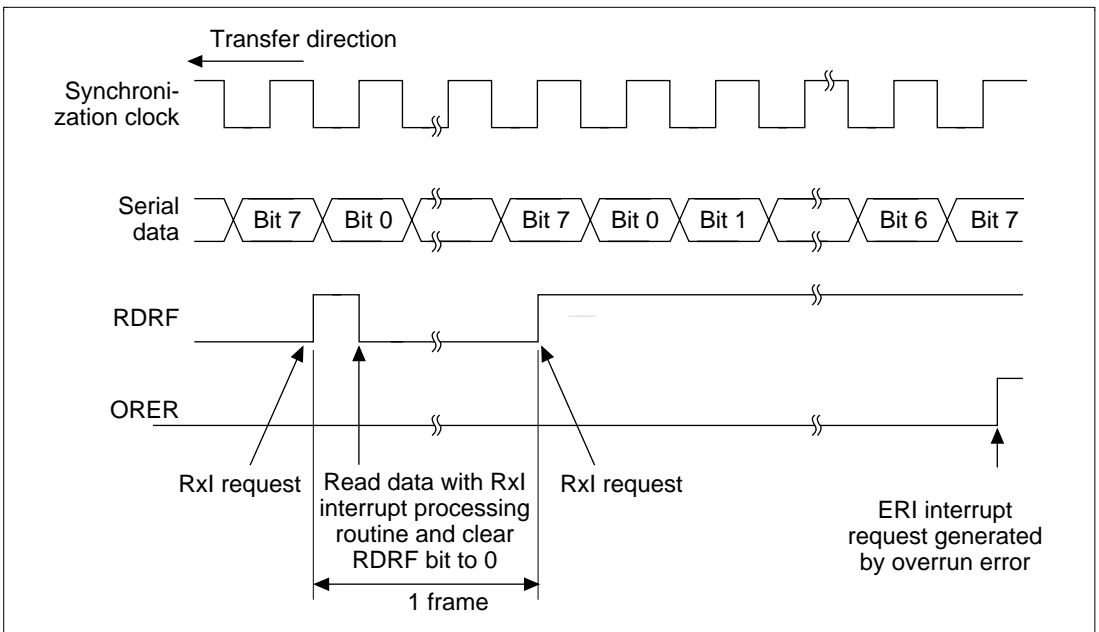 Transfer direction
Synchroni-
zation clock
Serial
data
Bit 7
Bit 0
Bit 7
Bit 0
Bit 1
Bit 6
Bit 7
RDRF
ORER
RxI request
Read data with RxI
interrupt processing
routine and clear
RDRF bit to 0
RxI request
ERI interrupt
request generated
by overrun error
1 frame